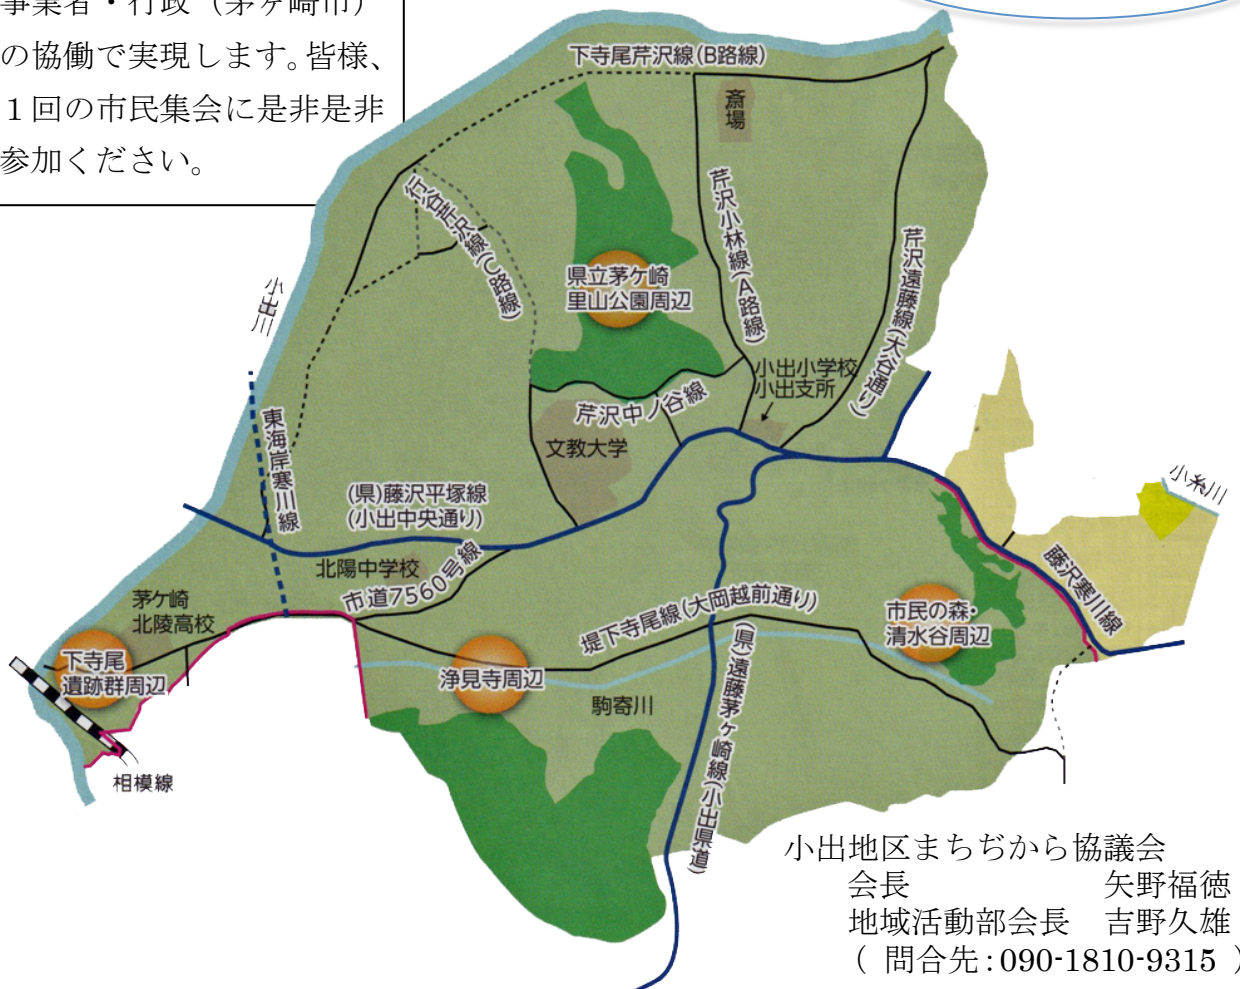 事業者・行政（茅ヶ崎市）
の協働で実現します。皆様、
１回の市民集会に是非是非
参加ください。
下寺尾芹沢線(B路線)
斎場
行谷芹沢線(C路線)
芹沢小林線(A路線)
芹沢遠藤線(大谷通り)
県立茅ケ崎
里山公園周辺
小出川
小出小学校
小出支所
芹沢中ノ谷線
文教大学
東海岸寒川線
(県)藤沢平塚線
(小出中央通り)
小糸川
北陽中学校
市道7560号線
藤沢寒川線
茅ケ崎
北陵高校
堤下寺尾線(大岡越前通り)
市民の森・
清水谷周辺
下寺尾
遺跡群周辺
浄見寺周辺
駒寄川
(県)遠藤茅ヶ崎線(小出県道)
相模線
小出地区まちぢから協議会
会長　矢野福徳
地域活動部会長　吉野久雄
（ 問合先：090-1810-9315 ）